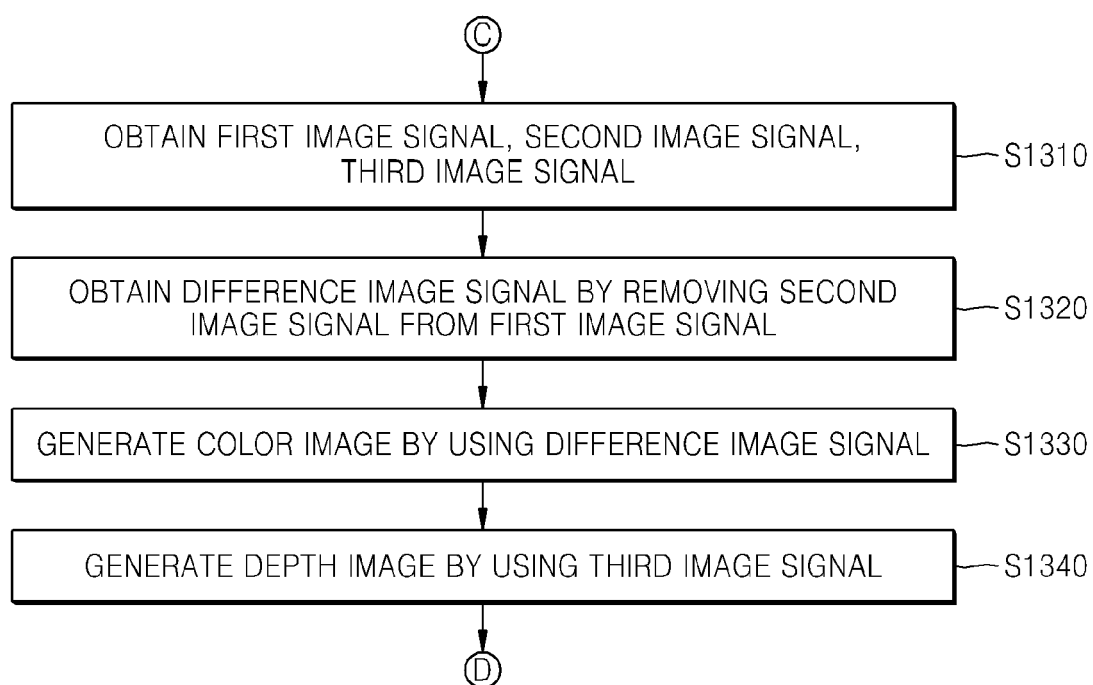 C
OBTAIN FIRST IMAGE SIGNAL, SECOND IMAGE SIGNAL,
THIRD IMAGE SIGNAL
S1310
OBTAIN DIFFERENCE IMAGE SIGNAL BY REMOVING SECOND
IMAGE SIGNAL FROM FIRST IMAGE SIGNAL
S1320
GENERATE COLOR IMAGE BY USING DIFFERENCE IMAGE SIGNAL
S1330
GENERATE DEPTH IMAGE BY USING THIRD IMAGE SIGNAL
S1340
D